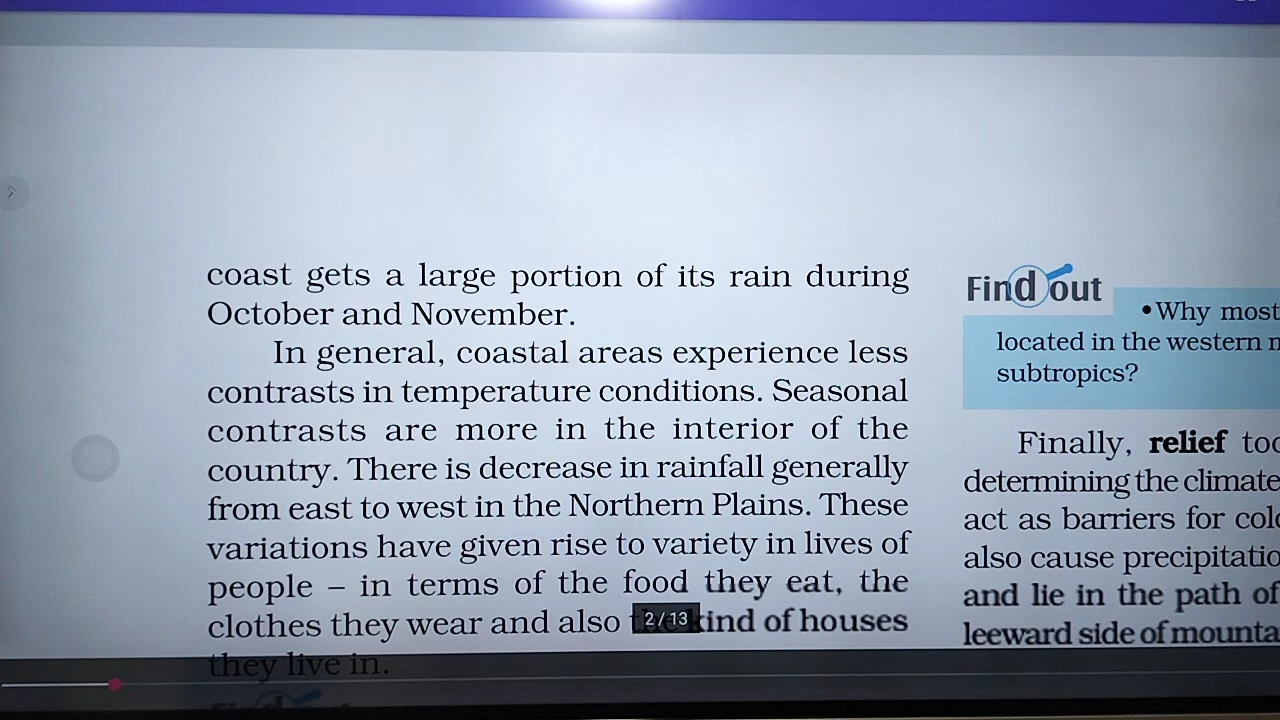 coast gets a large portion of its rain during
October and November.
In general, coastal areas experience less
contrasts in temperature conditions. Seasonal
contrasts are more in the interior of the
country. There is decrease in rainfall generally
from east to west in the Northern Plains. These
variations have given rise to variety in lives of
people – in terms of the food they eat, the
clothes they wear and also the kind of houses
2/13
they live in.
Find out
•Why most
located in the western
subtropics?
Finally, relief too
determining the climate
act as barriers for
also cause
and lie in the path of
leeward side of